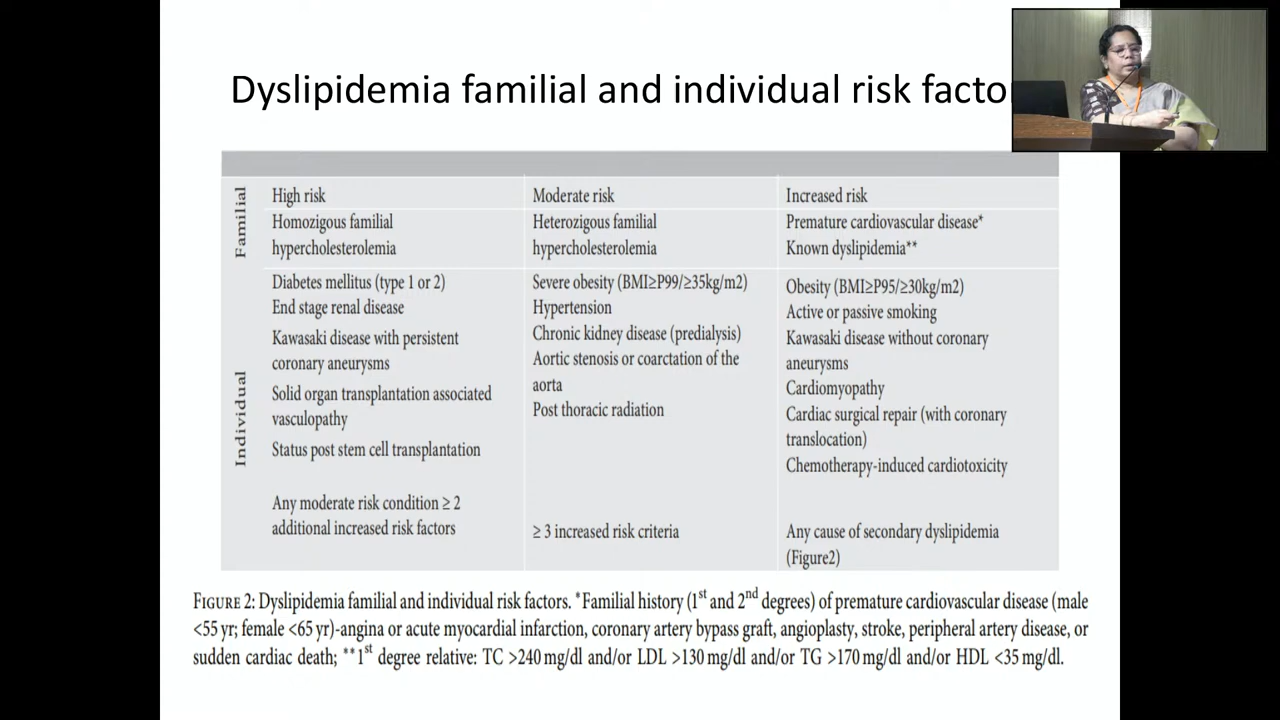 Dyslipidemia familial and individual risk facto
Familial
High risk
Homozigous familial
hypercholesterolemia
Moderate risk
Heterozigous familial
hypercholesterolemia
Increased risk
Premature cardiovascular disease*
Known dyslipidemia**
Individual
Diabetes mellitus (type 1 or 2)
End stage renal disease
Kawasaki disease with persistent
coronary aneurysms
Solid organ transplantation associated
vasculopathy
Status post stem cell transplantation
Any moderate risk condition ≥ 2
additional increased risk factors
Severe obesity (BMI≥P99/≥35kg/m2)
Hypertension
Chronic kidney disease (predialysis)
Aortic stenosis or coarctation of the
aorta
Post thoracic radiation
≥ 3 increased risk criteria
Obesity (BMI≥P95/≥30kg/m2)
Active or passive smoking
Kawasaki disease without coronary
aneurysms
Cardiomyopathy
Cardiac surgical repair (with coronary
translocation)
Chemotherapy-induced cardiotoxicity
Any cause of secondary dyslipidemia
(Figure2)
FIGURE 2: Dyslipidemia familial and individual risk factors. *Familial history (1st and 2nd degrees) of premature cardiovascular disease (male
<55 yr; female <65 yr)-angina or acute myocardial infarction, coronary artery bypass graft, angioplasty, stroke, peripheral artery disease, or
sudden cardiac death; **1st degree relative: TC >240 mg/dl and/or LDL >130 mg/dl and/or TG >170 mg/dl and/or HDL <35 mg/dl.